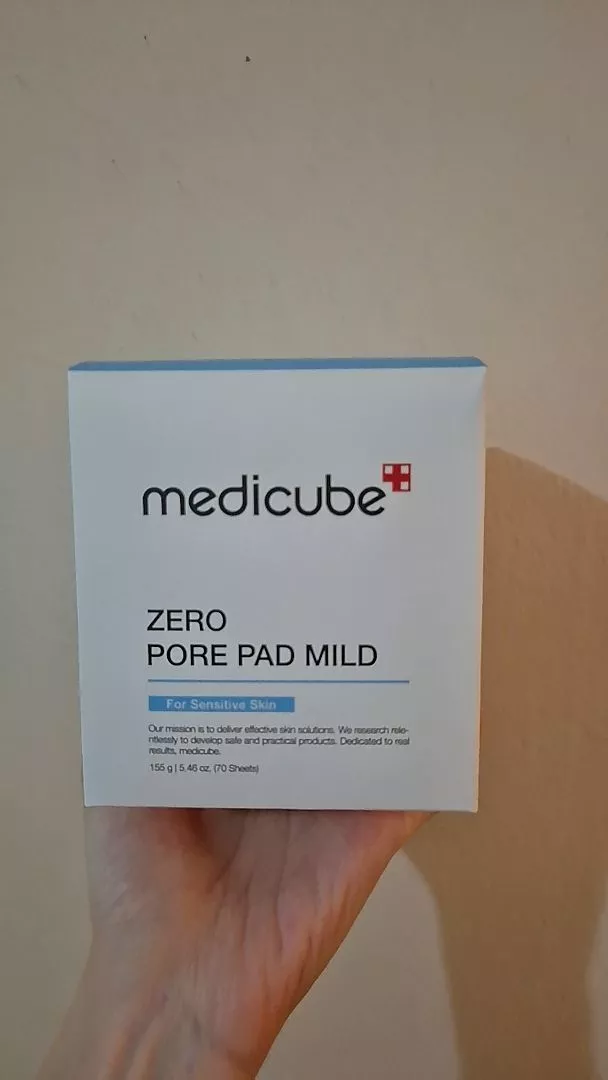 medicube
ZERO
PORE PAD MILD
For Sensitive Skin
Our mission is to deliver effective skin solutions. We research rele-
ntlessly to develop safe and practical products. Dedicated to real
results, medicube.
155 g | 5.46 oz. (70 Sheets)